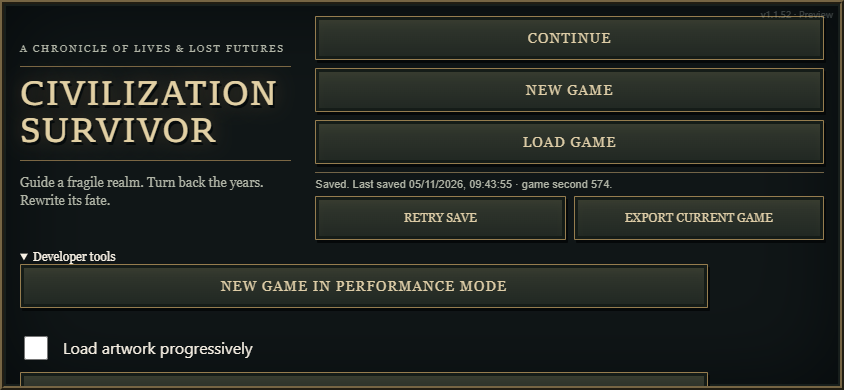 v1.1.52 · Preview
A CHRONICLE OF LIVES & LOST FUTURES
CIVILIZATION
SURVIVOR
Guide a fragile realm. Turn back the years.
Rewrite its fate.
CONTINUE
NEW GAME
LOAD GAME
Saved. Last saved 05/11/2026, 09:43:55 · game second 574.
RETRY SAVE
EXPORT CURRENT GAME
▼ Developer tools
NEW GAME IN PERFORMANCE MODE
Load artwork progressively